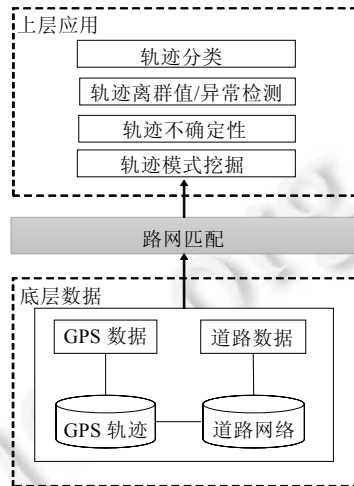 上层应用
轨迹分类
轨迹离群值/异常检测
轨迹不确定性
轨迹模式挖掘
路网匹配
底层数据
GPS 数据
道路数据
GPS 轨迹
道路网络